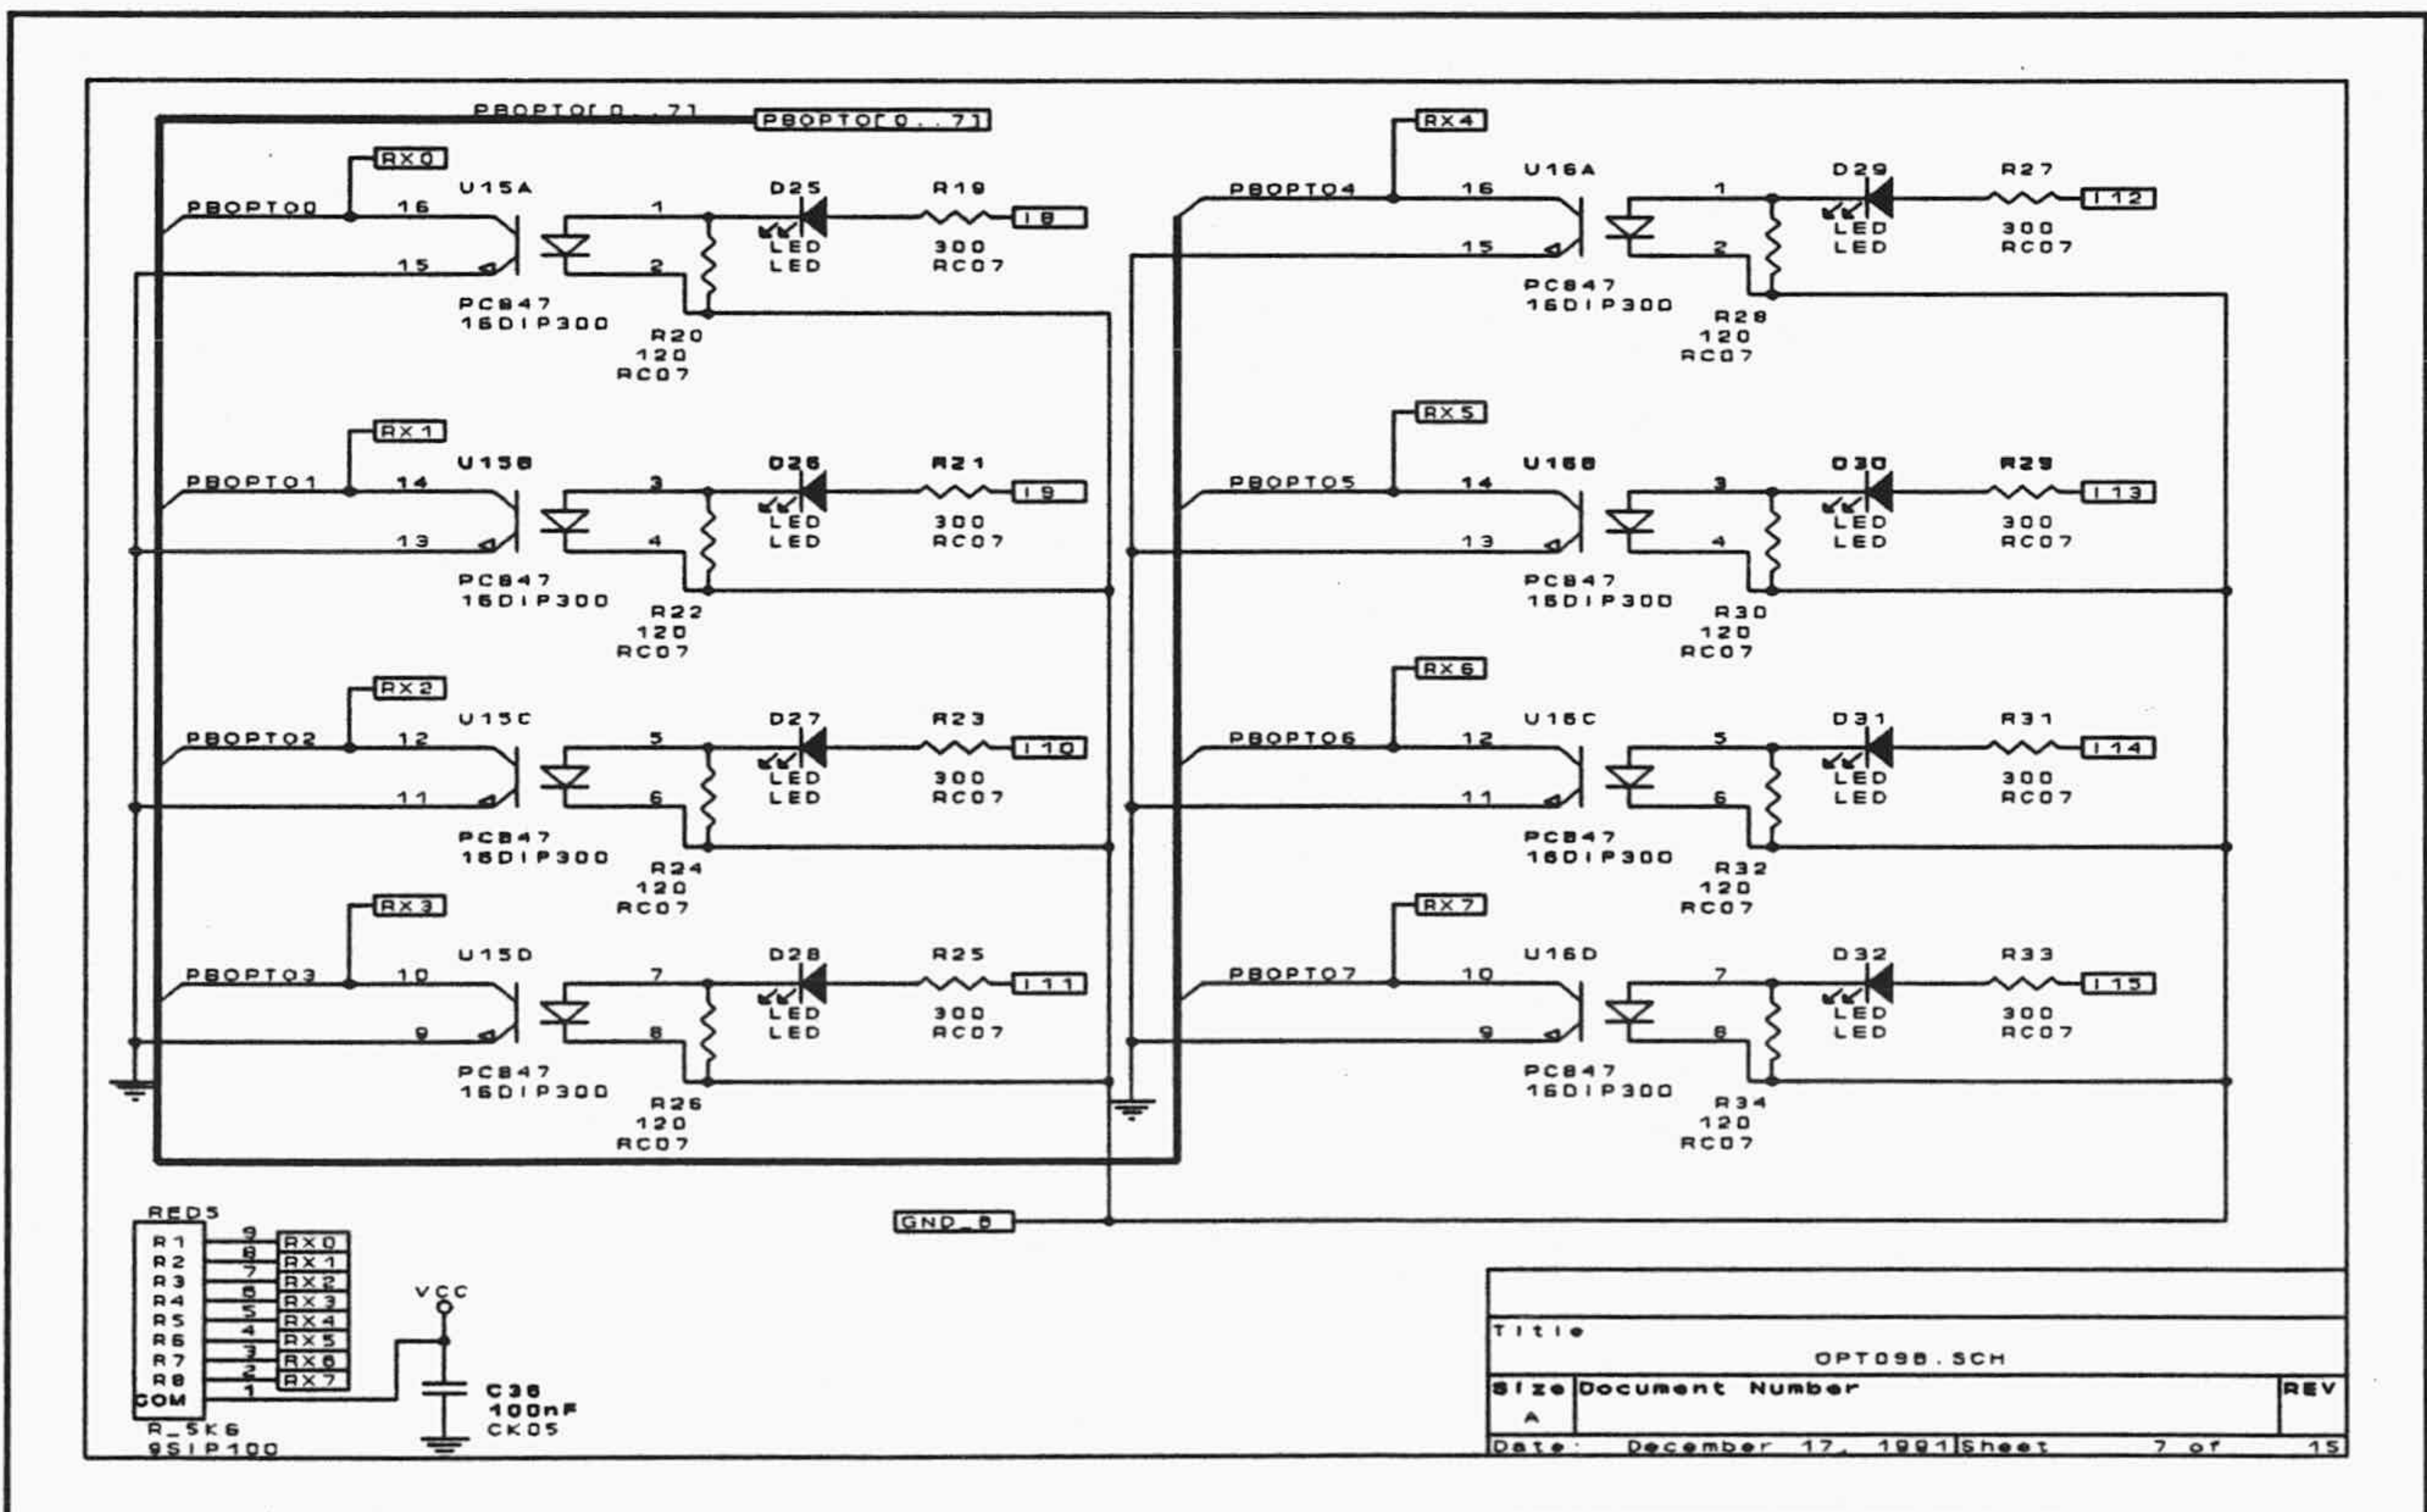 PBOPTO[0..7]
PBOPTO[0..7]
RX0
U15A D25 R19
PBOPTO0 16 1 I8
LED 300
15 2 LED RC07
PC847
16DIP300
R20
120
RC07
RX1
U15B D26 R21
PBOPTO1 14 3 I9
LED 300
13 4 LED RC07
PC847
16DIP300
R22
120
RC07
RX2
U15C D27 R23
PBOPTO2 12 5 I10
LED 300
11 6 LED RC07
PC847
16DIP300
R24
120
RC07
RX3
U15D D28 R25
PBOPTO3 10 7 I11
LED 300
9 8 LED RC07
PC847
16DIP300
R26
120
RC07
RX4
U16A D29 R27
PBOPTO4 16 1 I12
LED 300
15 2 LED RC07
PC847
16DIP300
R28
120
RC07
RX5
U16B D30 R29
PBOPTO5 14 3 I13
LED 300
13 4 LED RC07
PC847
16DIP300
R30
120
RC07
RX6
U16C D31 R31
PBOPTO6 12 5 I14
LED 300
11 6 LED RC07
PC847
16DIP300
R32
120
RC07
RX7
U16D D32 R33
PBOPTO7 10 7 I15
LED 300
9 8 LED RC07
PC847
16DIP300
R34
120
RC07
GND_B
RED5
R1 9 RX0
R2 8 RX1
R3 7 RX2
R4 6 RX3
R5 5 RX4
R6 4 RX5
R7 3 RX6
R8 2 RX7
COM 1
R_5K6
9SIP100
VCC
C36
100nF
CK05
Title
OPTO9B.SCH
Size Document Number REV
A
Date: December 17, 1991 Sheet 7 of 15